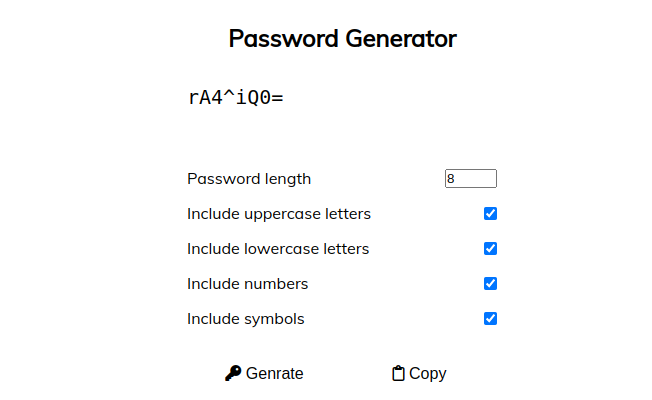 Password Generator
rA4^iQ0=
Password length 8
Include uppercase letters
Include lowercase letters
Include numbers
Include symbols
Genrate Copy